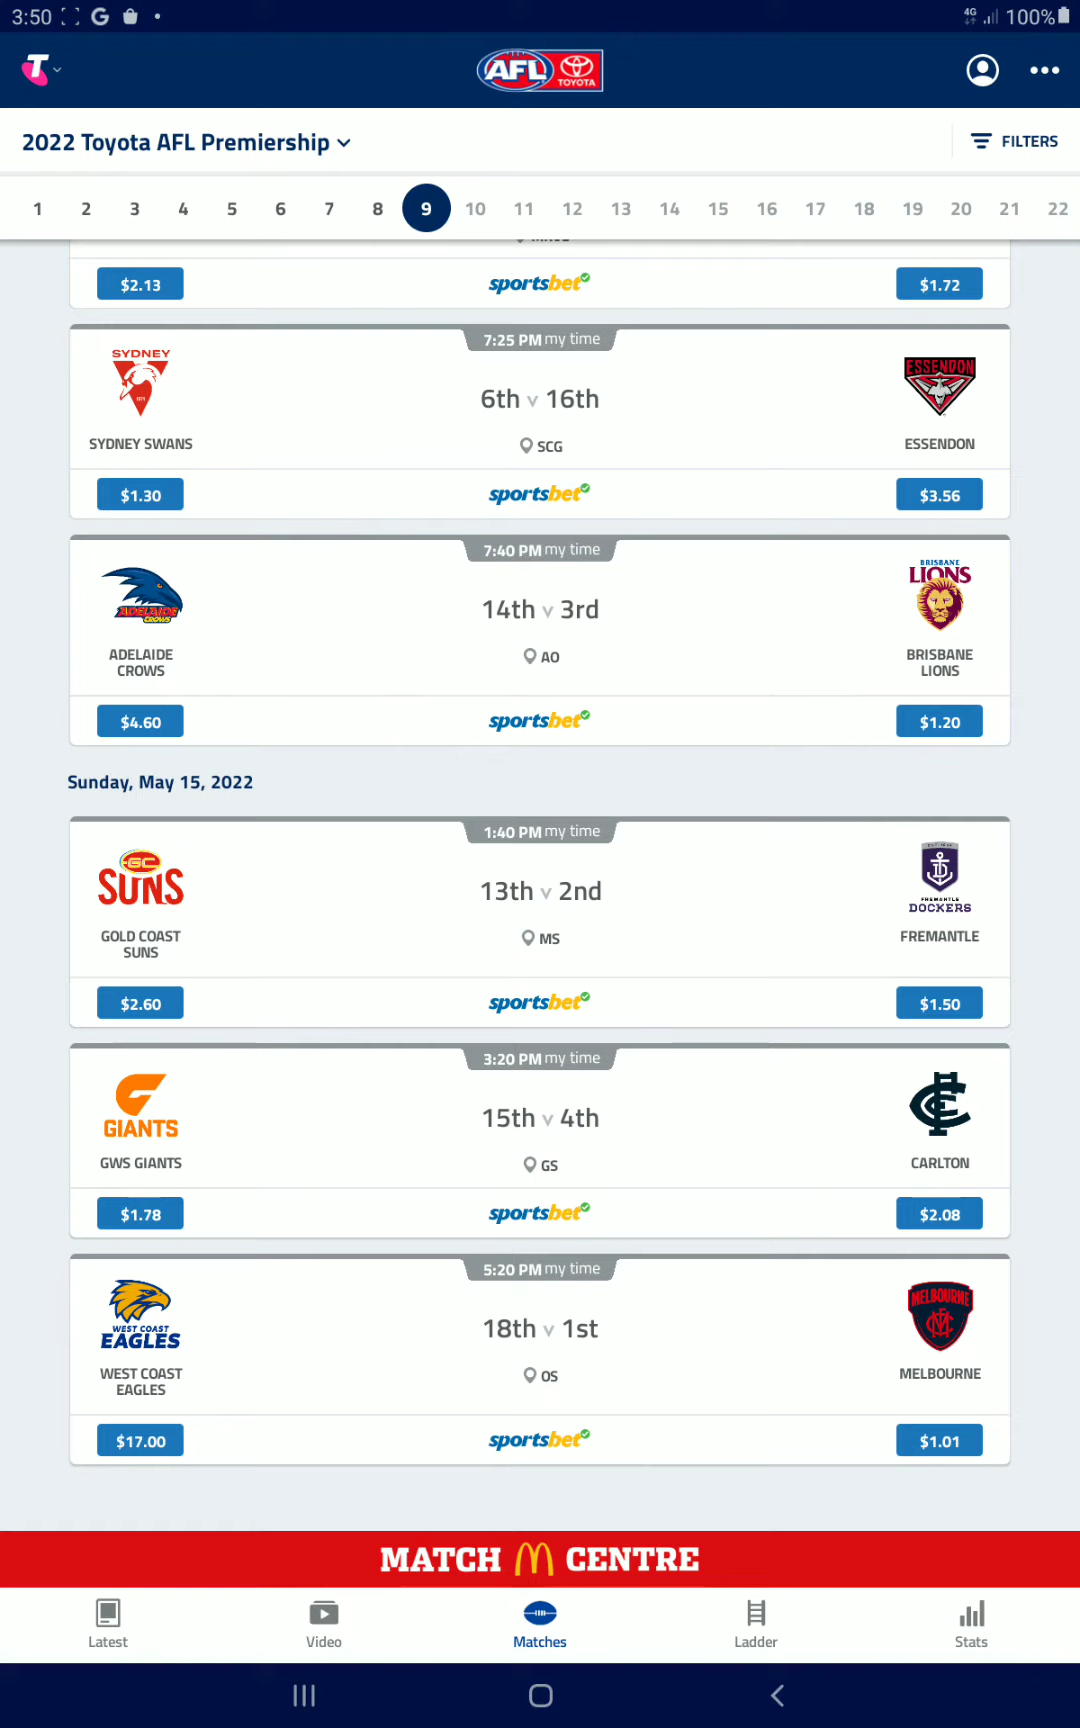 3:50 G 4G 100%
T AFL TOYOTA
2022 Toyota AFL Premiership FILTERS
1 2 3 4 5 6 7 8 9 10 11 12 13 14 15 16 17 18 19 20 21 22
$2.13 sportsbet $1.72
7:25 PM my time
SYDNEY ESSENDON
6th v 16th
SYDNEY SWANS SCG ESSENDON
$1.30 sportsbet $3.56
7:40 PM my time
BRISBANE
LIONS
ADELAIDE
CROWS
14th v 3rd
ADELAIDE
CROWS
AO
BRISBANE
LIONS
$4.60 sportsbet $1.20
Sunday, May 15, 2022
1:40 PM my time
GC
SUNS
13th v 2nd
FREMANTLE
DOCKERS
GOLD COAST
SUNS
MS
FREMANTLE
$2.60 sportsbet $1.50
3:20 PM my time
GIANTS
15th v 4th
GWS GIANTS GS CARLTON
$1.78 sportsbet $2.08
5:20 PM my time
WEST COAST
EAGLES
18th v 1st
MELBOURNE
WEST COAST
EAGLES
OS
MELBOURNE
$17.00 sportsbet $1.01
MATCH M CENTRE
Latest Video Matches Ladder Stats